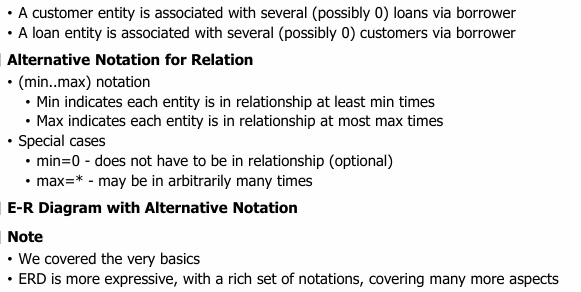 • A customer entity is associated with several (possibly 0) loans via borrower
• A loan entity is associated with several (possibly 0) customers via borrower
Alternative Notation for Relation
• (min..max) notation
• Min indicates each entity is in relationship at least min times
• Max indicates each entity is in relationship at most max times
• Special cases
• min=0 - does not have to be in relationship (optional)
• max=* - may be in arbitrarily many times
E-R Diagram with Alternative Notation
Note
• We covered the very basics
• ERD is more expressive, with a rich set of notations, covering many more aspects